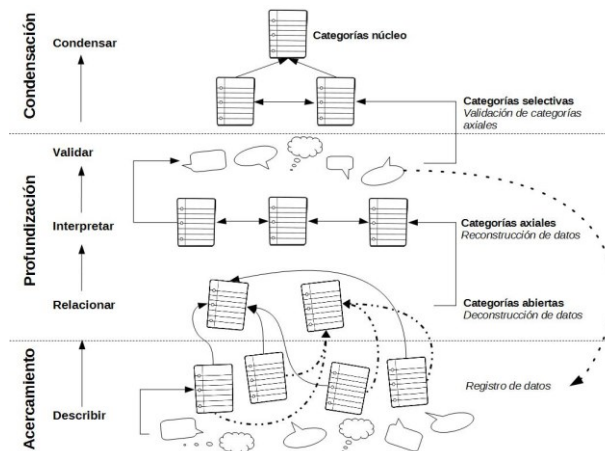 Condensación
Condensar
Categorías núcleo
Categorías selectivas
Validación de categorías
axiales
Profundización
Validar
Interpretar
Categorías axiales
Reconstrucción de datos
Relacionar
Categorías abiertas
Deconstrucción de datos
Acercamiento
Registro de datos
Describir